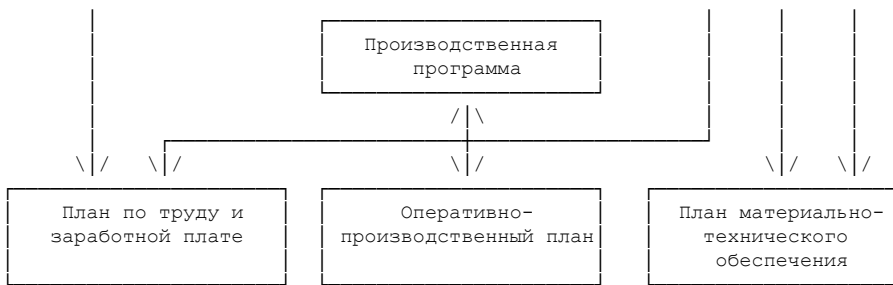 Производственная
программа
План по труду и
заработной плате
Оперативно-
производственный план
План материально-
технического
обеспечения